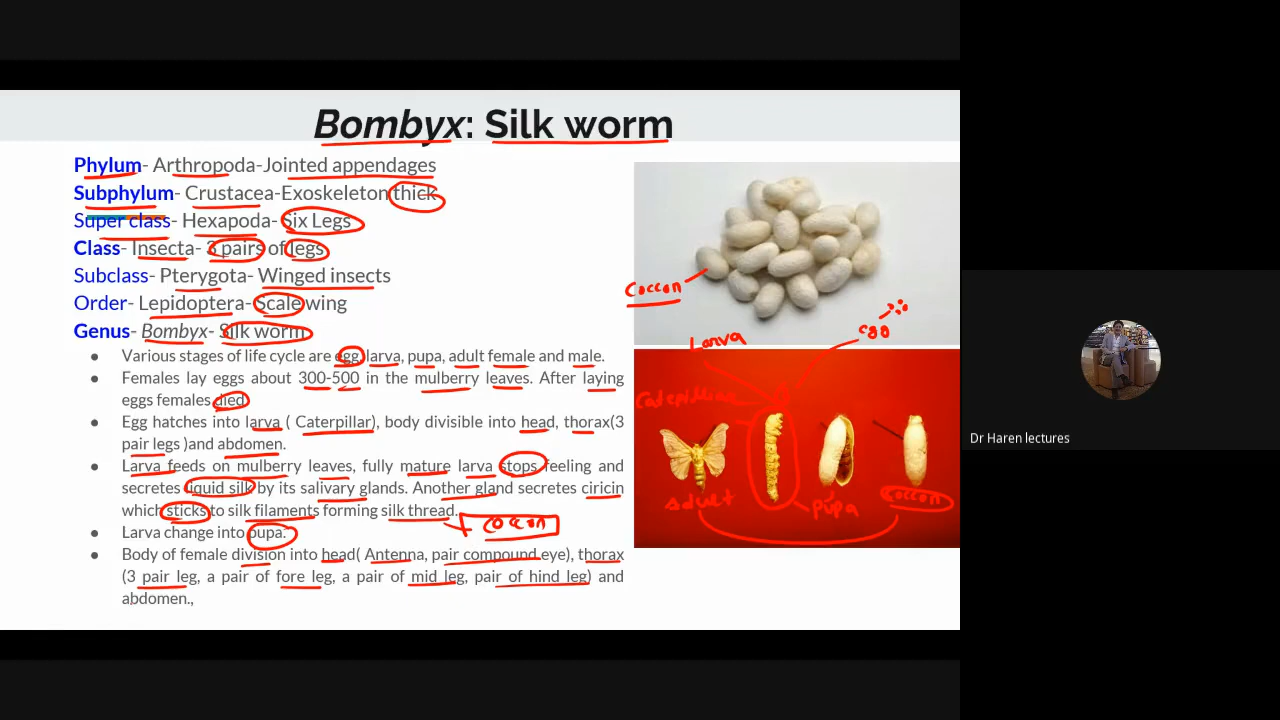 Bombyx: Silk worm
Phylum- Arthropoda-Jointed appendages
Subphylum- Crustacea-Exoskeleton thick
Super class- Hexapoda- Six Legs
Class- Insecta- 3 pairs of legs
Subclass- Pterygota- Winged insects
Order- Lepidoptera-Scale wing
Genus- Bombyx- Silk worm
● Various stages of life cycle are egg, larva, pupa, adult female and male.
● Females lay eggs about 300-500 in the mulberry leaves. After laying
eggs females died
● Egg hatches into larva ( Caterpillar), body divisible into head, thorax(3
pair legs )and abdomen.
● Larva feeds on mulberry leaves, fully mature larva stops feeling and
secretes liquid silk by its salivary glands. Another gland secretes ciricin
which sticks to silk filaments forming silk thread.
cocon
● Larva change into pupa.
● Body of female division into head( Antenna, pair compound eye), thorax
(3 pair leg, a pair of fore leg, a pair of mid leg, pair of hind leg) and
abdomen.,
Coccon
Larva
egg
adult
pupa
Coccon
Dr Haren lectures